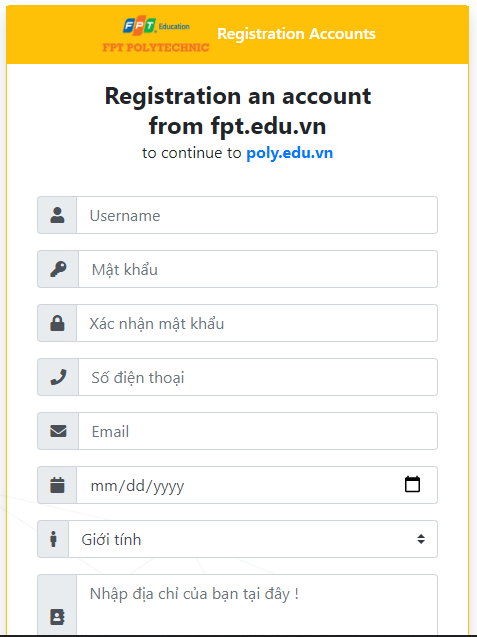 FPT Education
FPT POLYTECHNIC
Registration Accounts
Registration an account
from fpt.edu.vn
to continue to poly.edu.vn
Username
Mật khẩu
Xác nhận mật khẩu
Số điện thoại
Email
mm/dd/yyyy
Giới tính
Nhập địa chỉ của bạn tại đây !